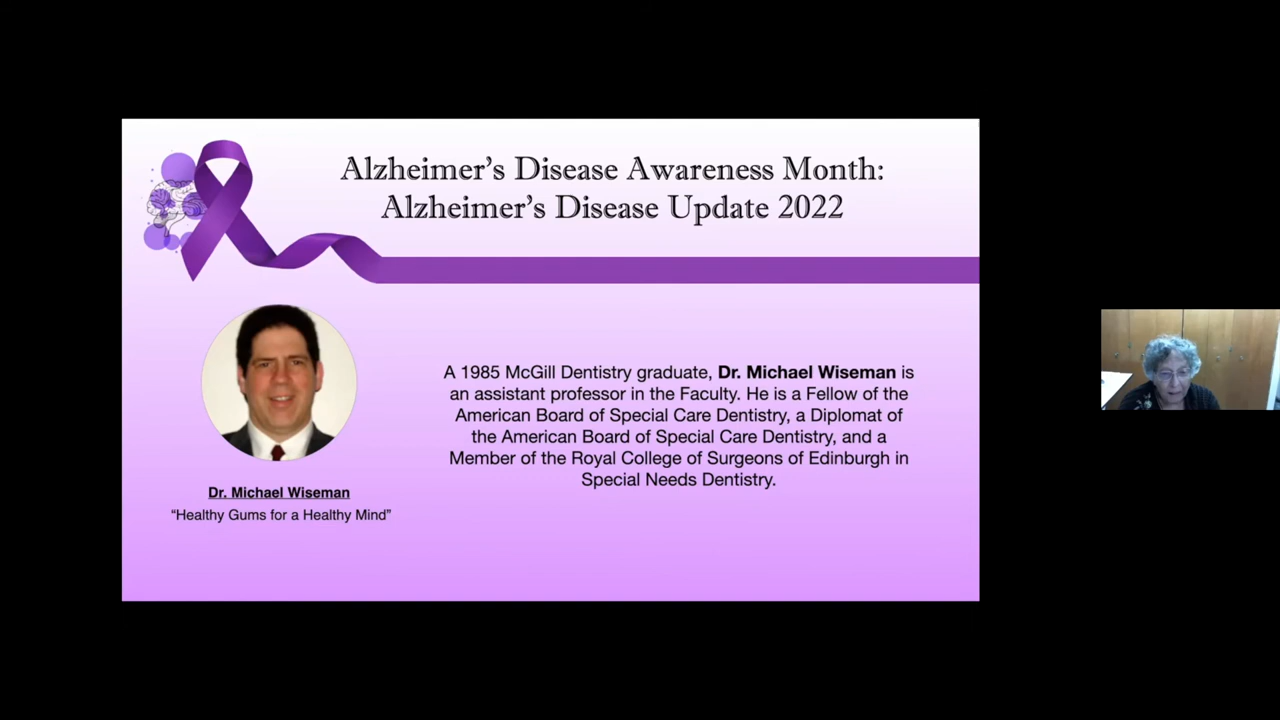 Alzheimer's Disease Awareness Month:
Alzheimer's Disease Update 2022
A 1985 McGill Dentistry graduate, Dr. Michael Wiseman is
an assistant professor in the Faculty. He is a Fellow of the
American Board of Special Care Dentistry, a Diplomat of
the American Board of Special Care Dentistry, and a
Member of the Royal College of Surgeons of Edinburgh in
Special Needs Dentistry.
Dr. Michael Wiseman
“Healthy Gums for a Healthy Mind”